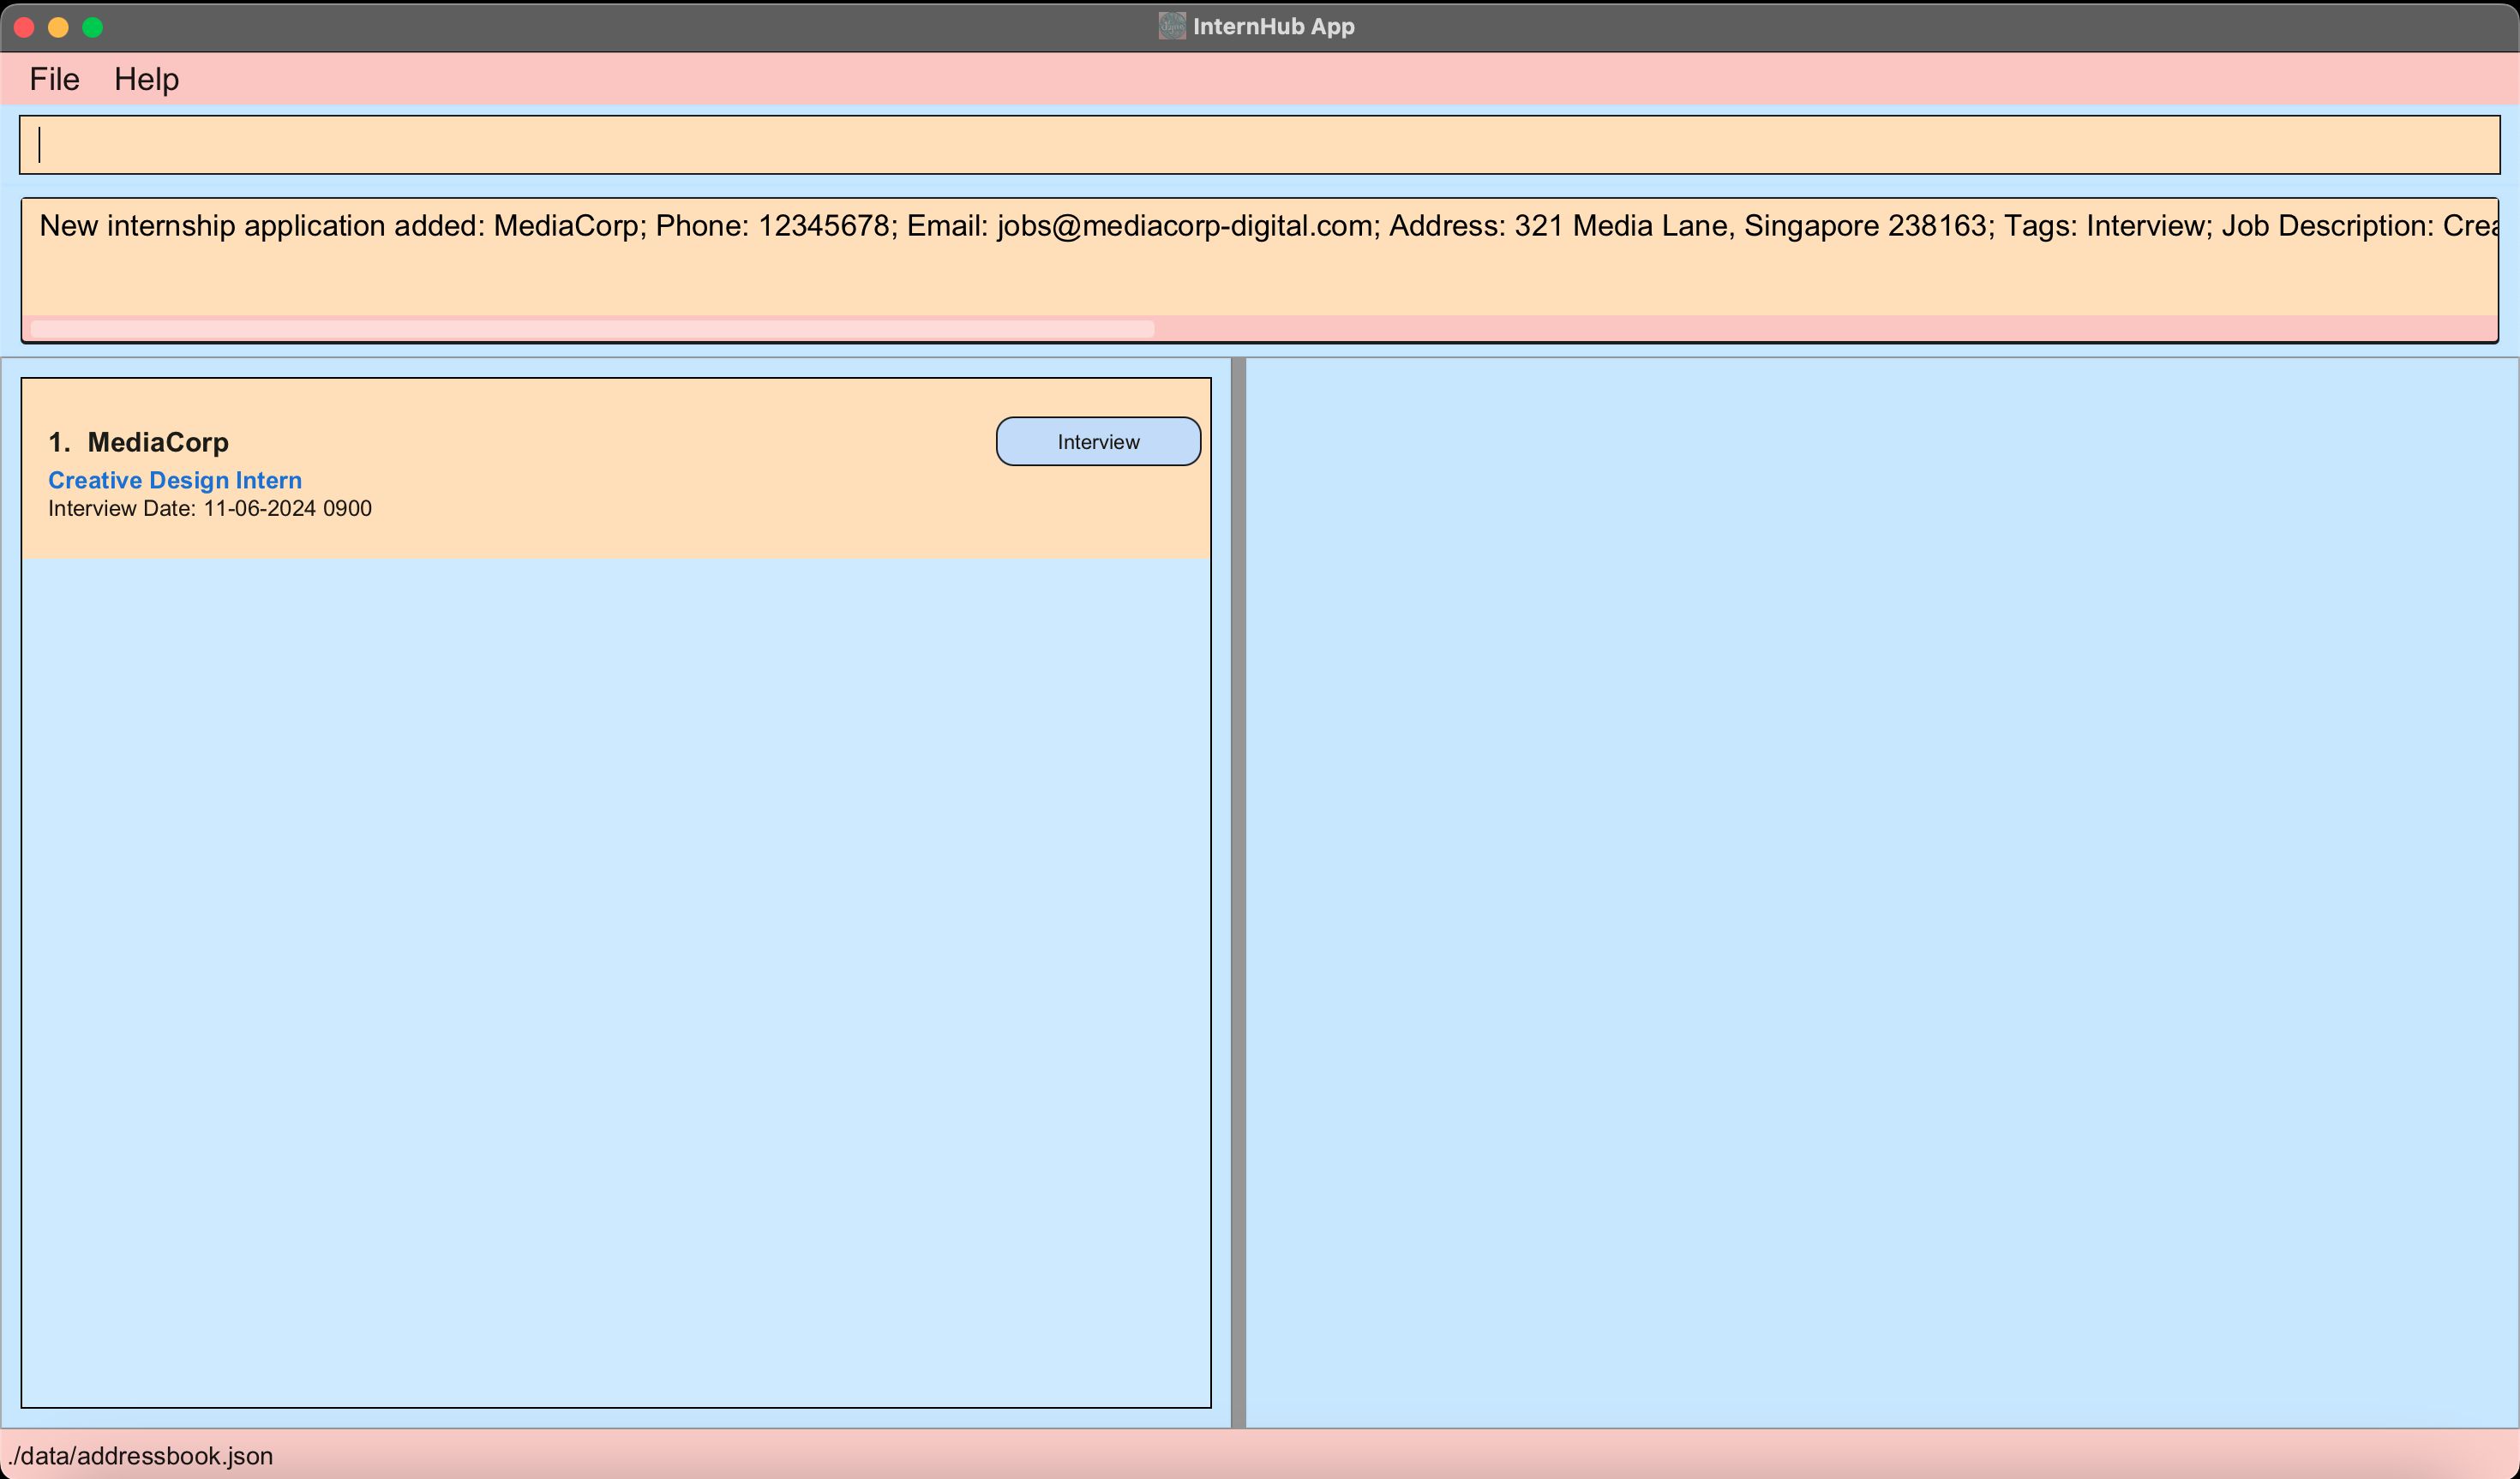 InternHub App
File Help
New internship application added: MediaCorp; Phone: 12345678; Email: jobs@mediacorp-digital.com; Address: 321 Media Lane, Singapore 238163; Tags: Interview; Job Description: Crea
1. MediaCorp
Interview
Creative Design Intern
Interview Date: 11-06-2024 0900
./data/addressbook.json